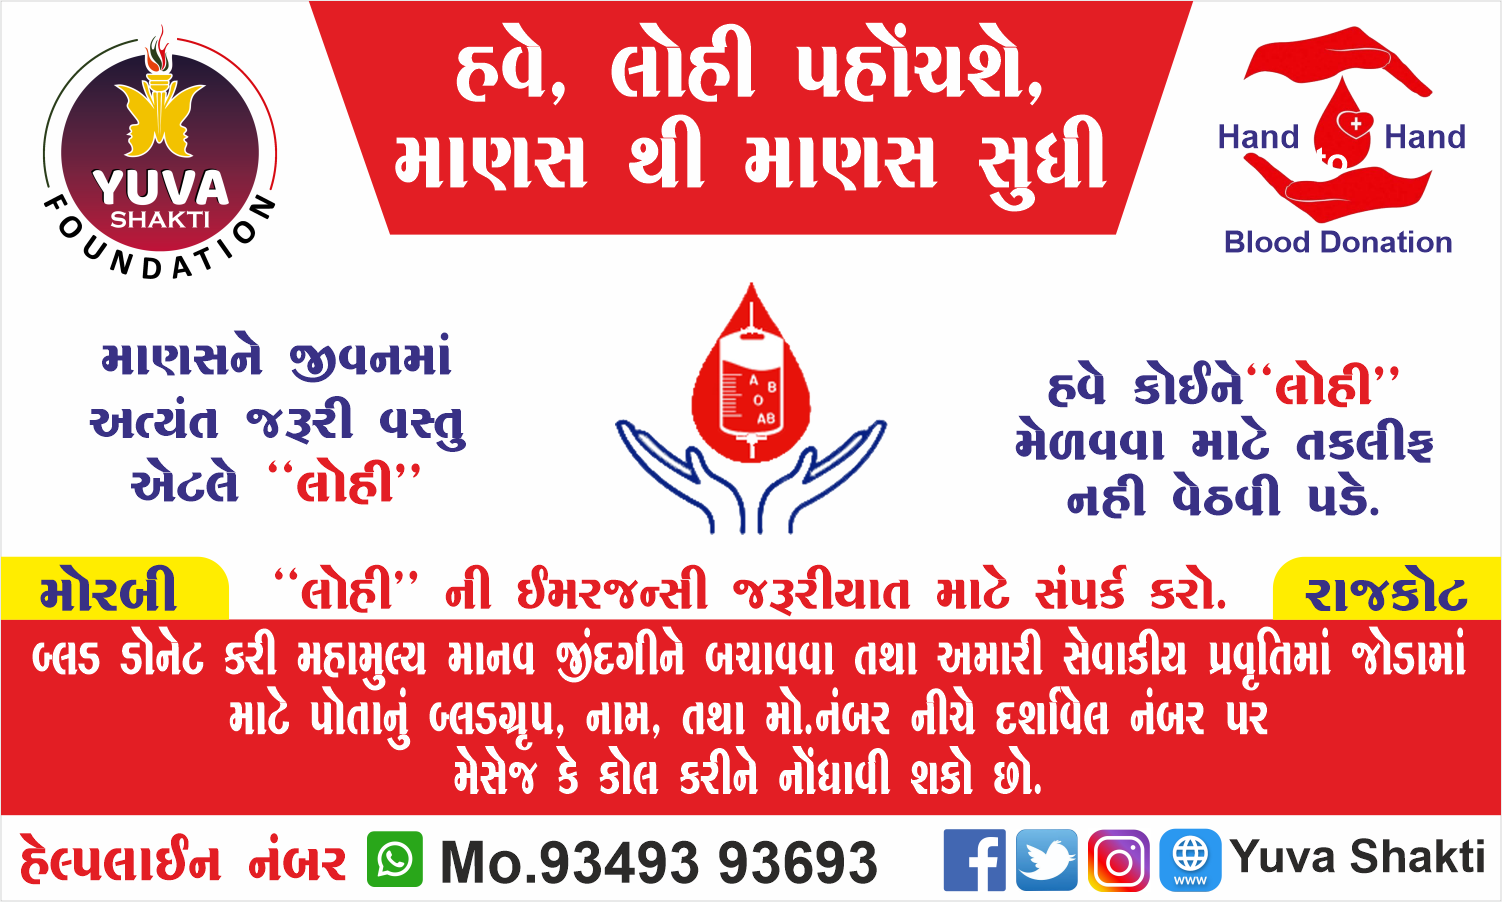 YUVA
SHAKTI
FOUNDATION
હવે, લોહી પહોંચશે,
માણસ થી માણસ સુધી
Hand to Hand
Blood Donation
માણસને જીવનમાં
અત્યંત જરૂરી વસ્તુ
એટલે “લોહી”
A B
O
AB
હવે કોઈને“લોહી”
મેળવવા માટે તકલીફ
નહી વેઠવી પડે.
મોરબી
“લોહી” ની ઈમરજન્સી જરૂરીયાત માટે સંપર્ક કરો.
રાજકોટ
બ્લડ ડોનેટ કરી મહામુલ્ય માનવ જીંદગીને બચાવવા તથા અમારી સેવાકીય પ્રવૃતિમાં જોડામાં
માટે પોતાનું બ્લડગ્રૃપ, નામ, તથા મો.નંબર નીચે દર્શાવેલ નંબર પર
મેસેજ કે કોલ કરીને નોંધાવી શકો છો.
હેલ્પલાઈન નંબર Mo.93493 93693
www
Yuva Shakti